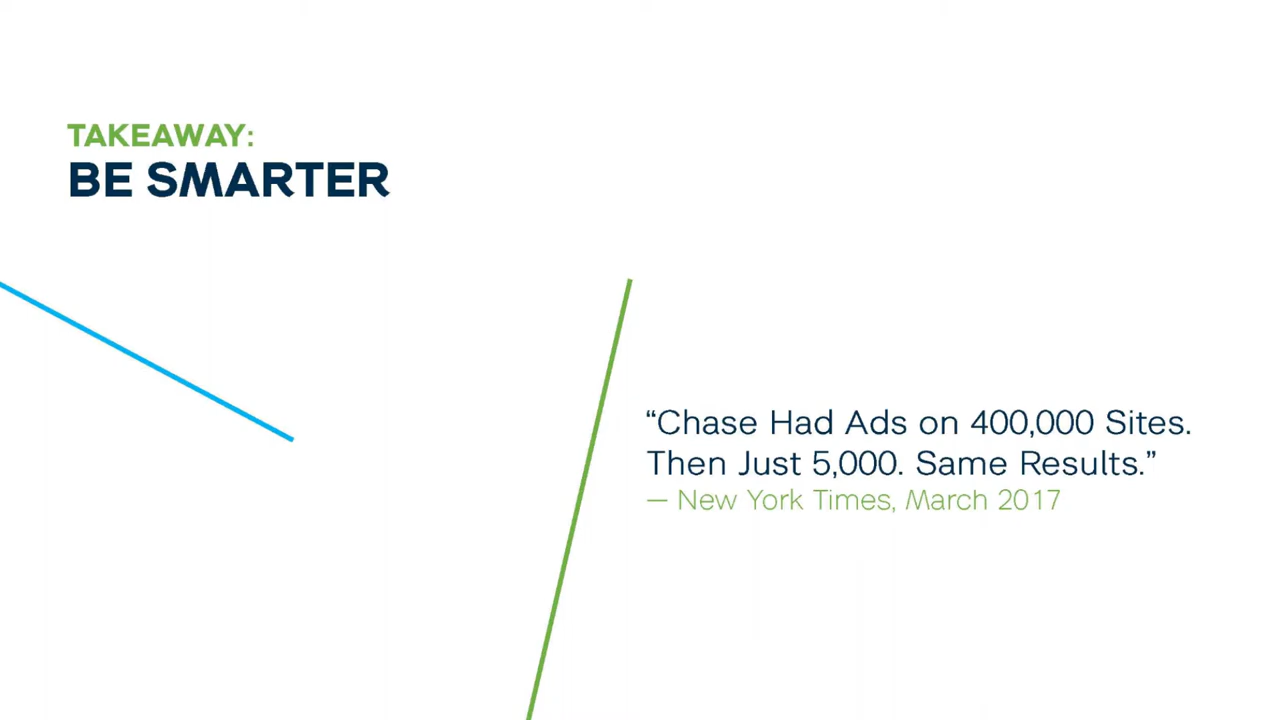 TAKEAWAY:
BE SMARTER
“Chase Had Ads on 400,000 Sites.
Then Just 5,000. Same Results.”
— New York Times, March 2017